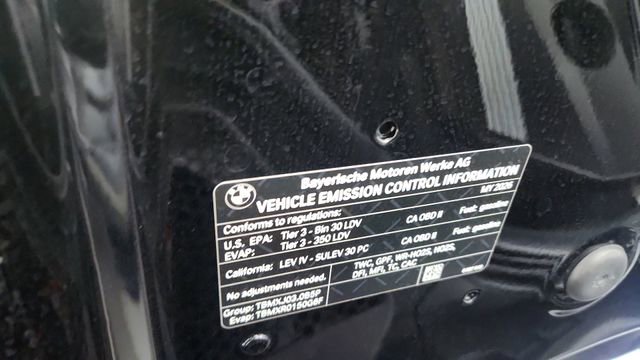 Bayerische Motoren Werke AG
VEHICLE EMISSION CONTROL INFORMATION
Conforms to regulations: MY 2026
U.S. EPA: Tier 3 - Bin 30 LDV CA OBD II Fuel: gasoline
EVAP: Tier 3 - 350 LDV
California: LEV IV - SULEV 30 PC CA OBD II Fuel: gasoline
No adjustments needed. TWC, GPF, WR-HO2S, HO2S,
DFI, MFI, TC, CAC
Group: TBMXJ03.0B5P
Evap: TBMXR0150G5F